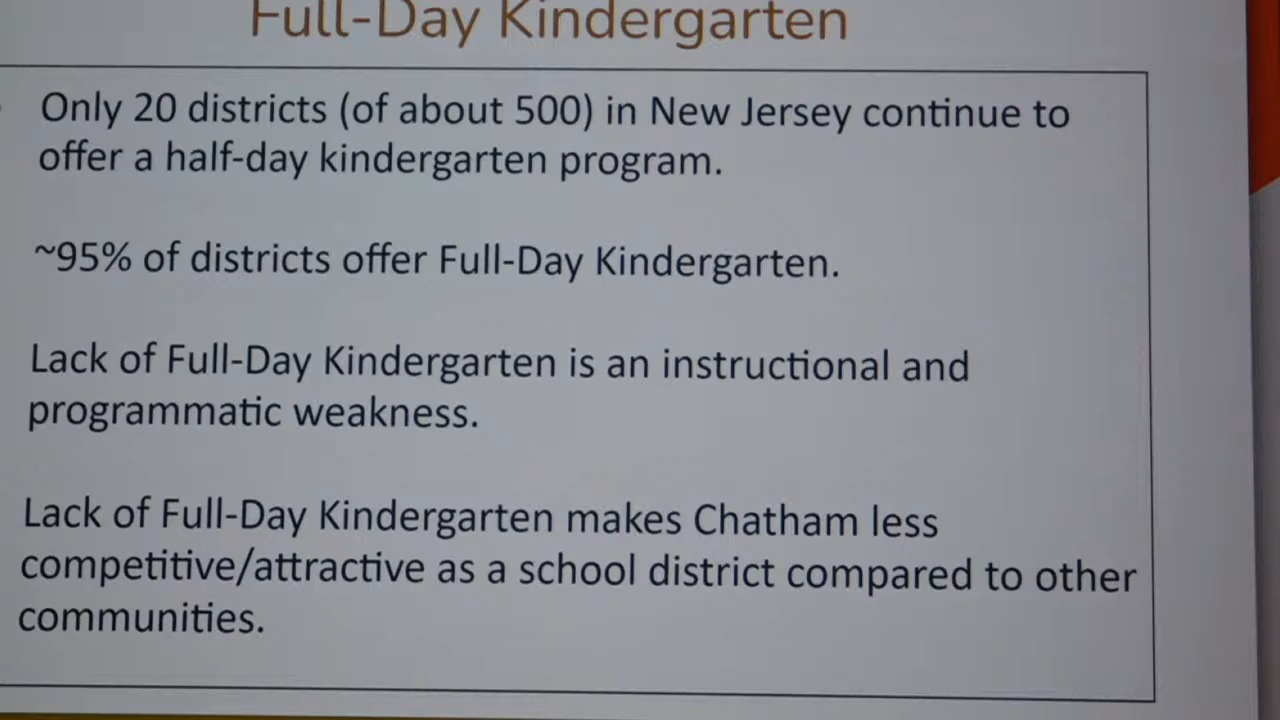 Full-Day Kindergarten
Only 20 districts (of about 500) in New Jersey continue to
offer a half-day kindergarten program.
~95% of districts offer Full-Day Kindergarten.
Lack of Full-Day Kindergarten is an instructional and
programmatic weakness.
Lack of Full-Day Kindergarten makes Chatham less
competitive/attractive as a school district compared to other
communities.